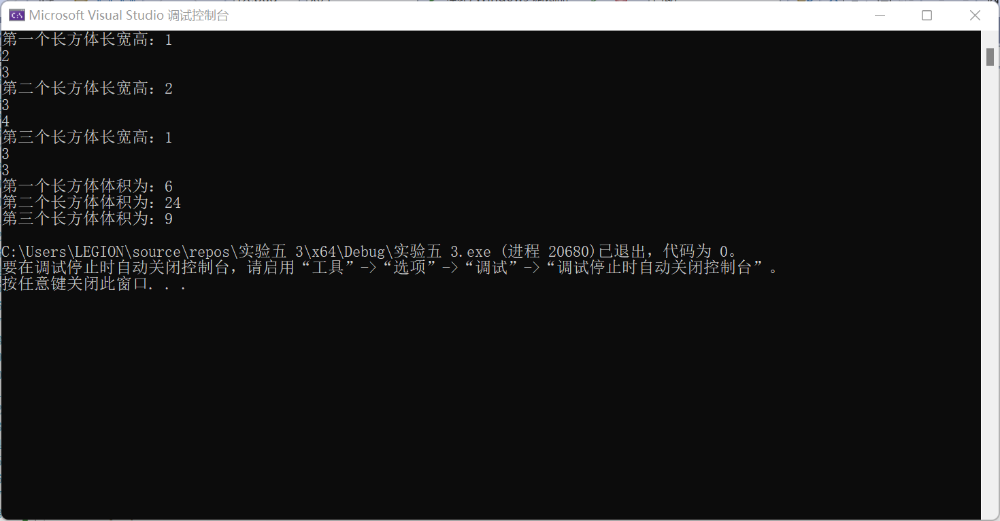 Microsoft Visual Studio 调试控制台
第一个长方体长宽高：1
2
3
第二个长方体长宽高：2
3
4
第三个长方体长宽高：1
3
3
第一个长方体体积为：6
第二个长方体体积为：24
第三个长方体体积为：9
C:\Users\LEGION\source\repos\实验五 3\x64\Debug\实验五 3.exe (进程 20680)已退出，代码为 0。
要在调试停止时自动关闭控制台，请启用“工具”->“选项”->“调试”->“调试停止时自动关闭控制台”。
按任意键关闭此窗口. . .